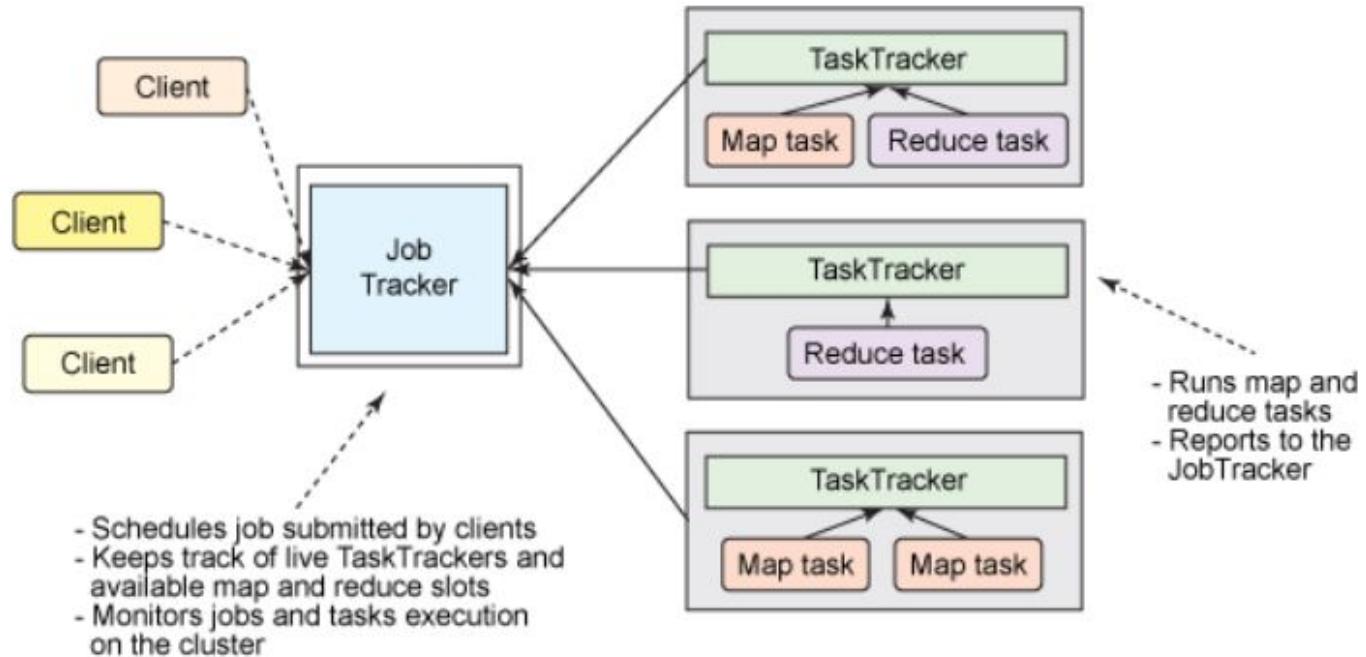 Client
Client
Client
Job
Tracker
TaskTracker
Map task
Reduce task
TaskTracker
Reduce task
TaskTracker
Map task
Map task
- Schedules job submitted by clients
- Keeps track of live TaskTrackers and
available map and reduce slots
- Monitors jobs and tasks execution
on the cluster
- Runs map and
reduce tasks
- Reports to the
JobTracker